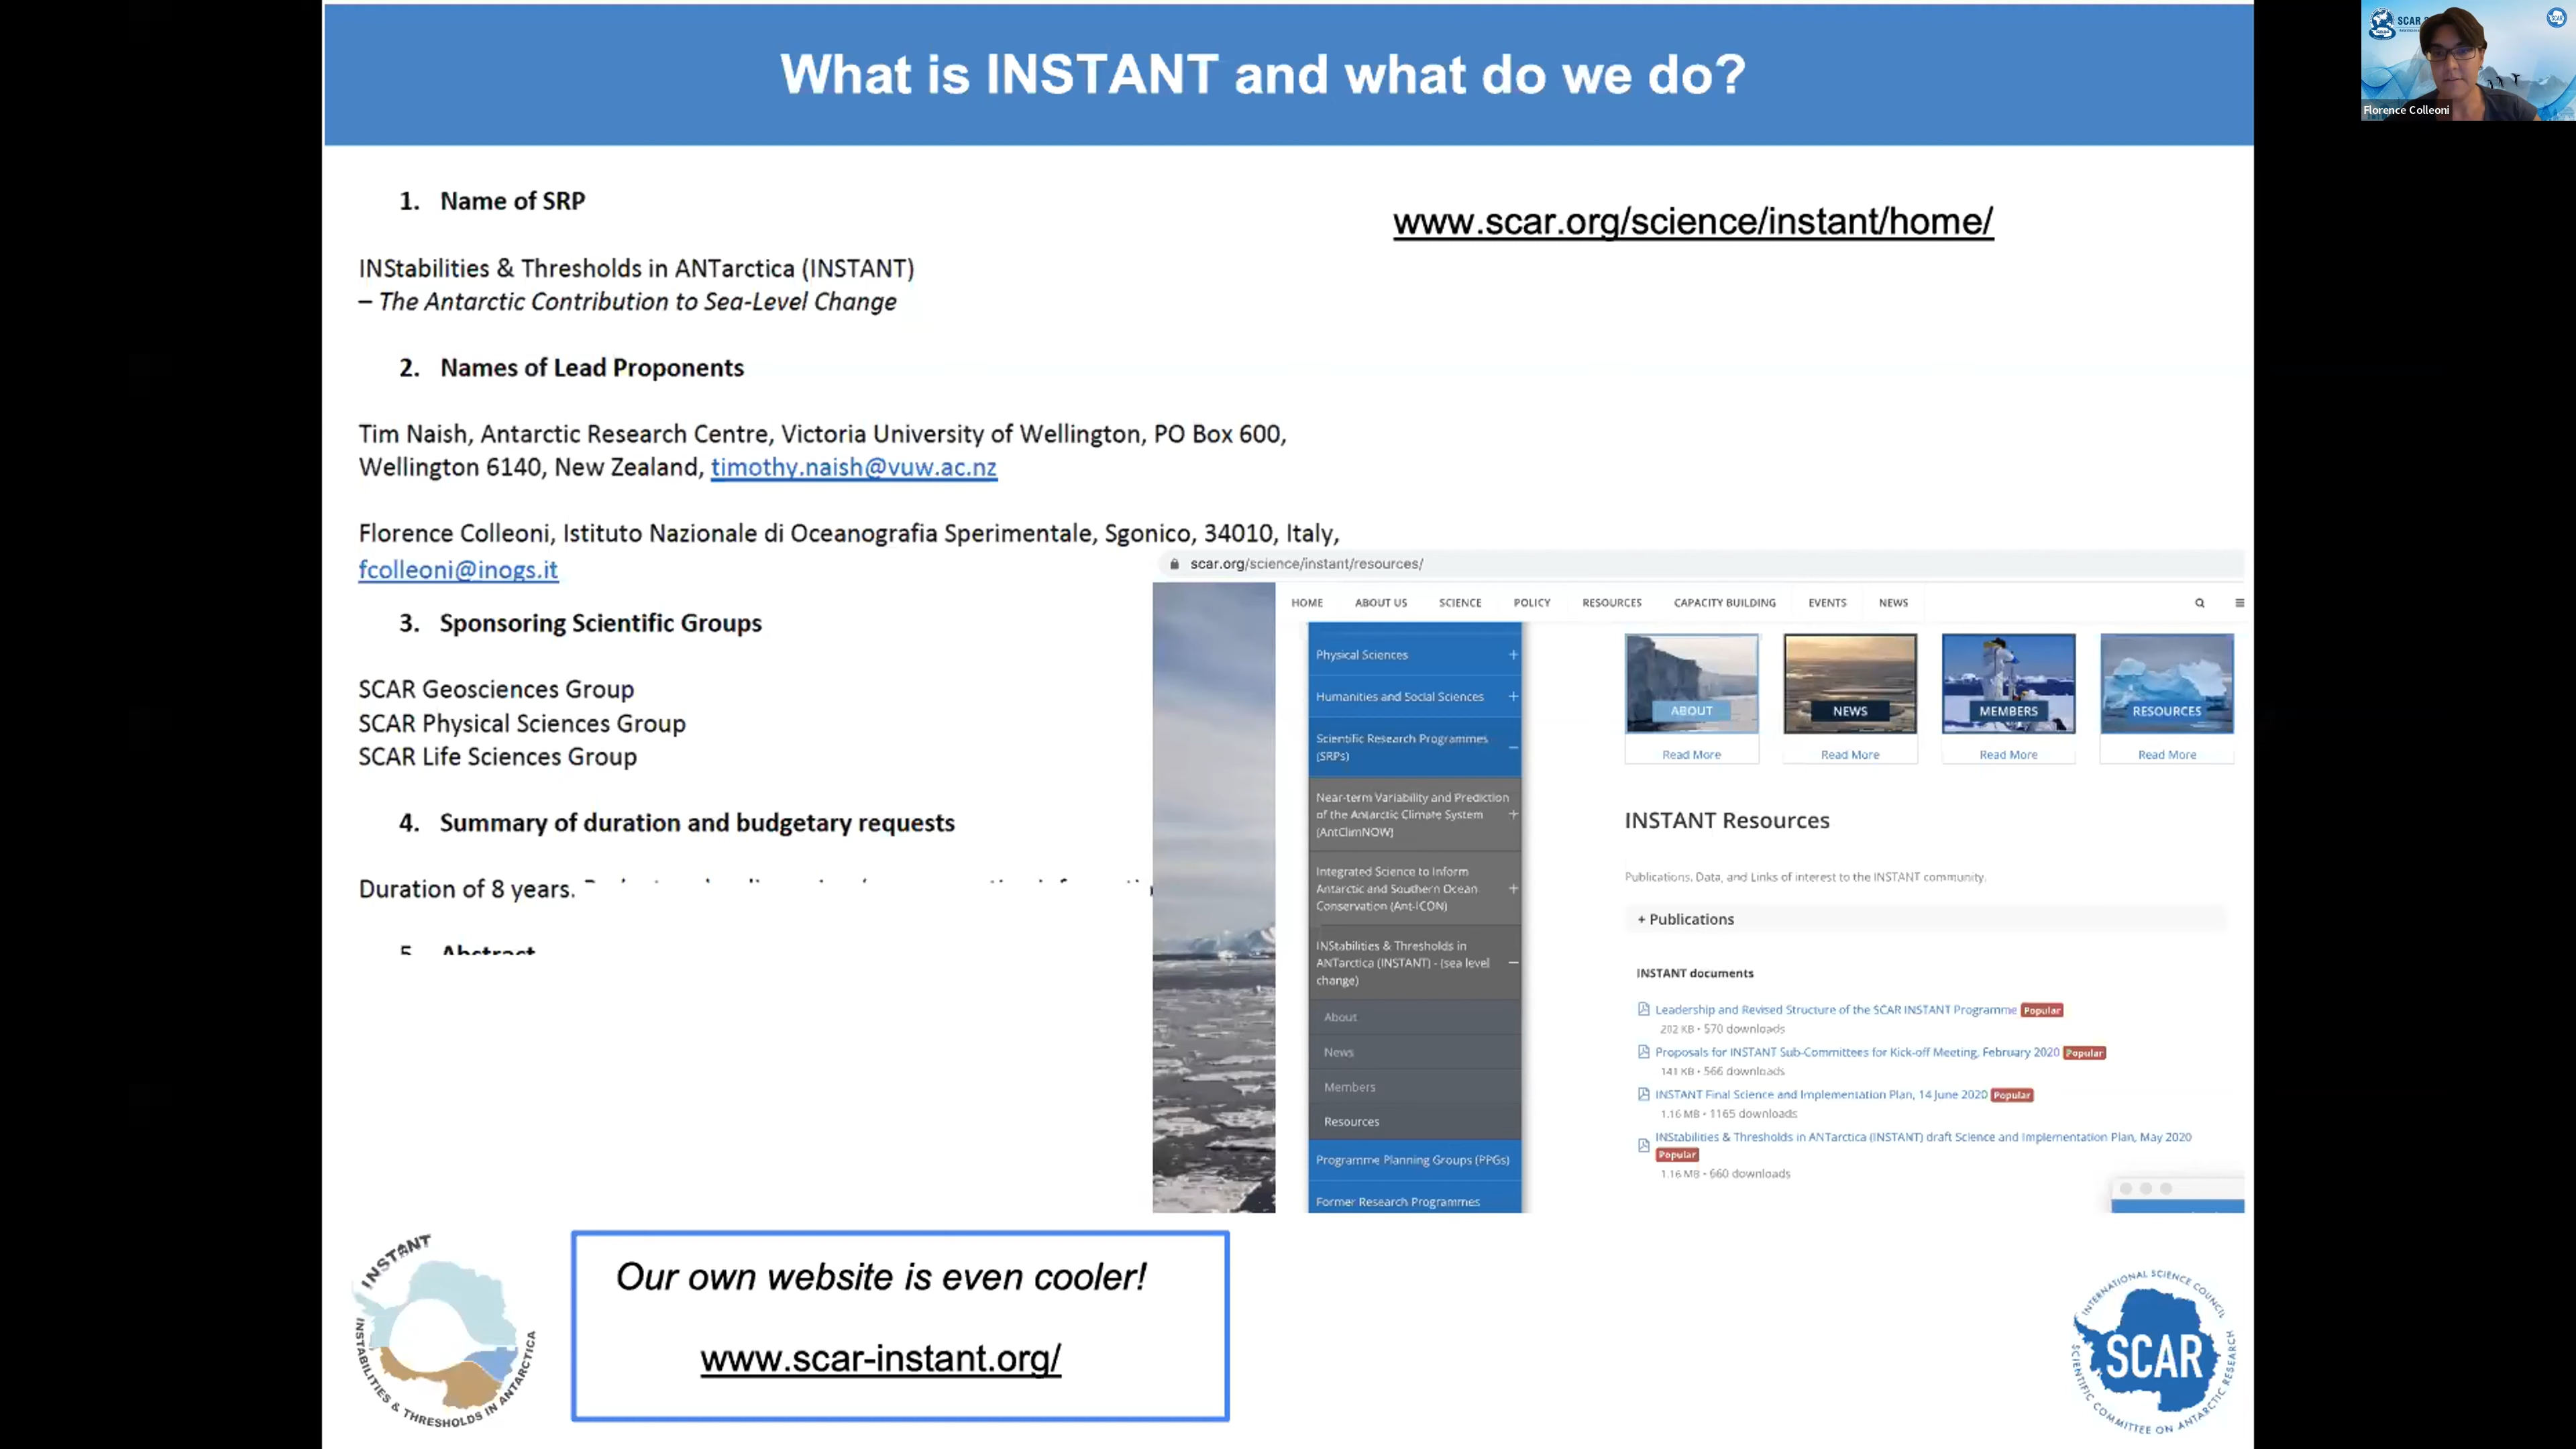 What is INSTANT and what do we do?
SCAR
Florence Colleoni
1. Name of SRP
www.scar.org/science/instant/home/
INStabilities & Thresholds in ANTarctica (INSTANT)
– The Antarctic Contribution to Sea-Level Change
2. Names of Lead Proponents
Tim Naish, Antarctic Research Centre, Victoria University of Wellington, PO Box 600,
Wellington 6140, New Zealand, timothy.naish@vuw.ac.nz
Florence Colleoni, Istituto Nazionale di Oceanografia Sperimentale, Sgonico, 34010, Italy,
fcolleoni@inogs.it
3. Sponsoring Scientific Groups
SCAR Geosciences Group
SCAR Physical Sciences Group
SCAR Life Sciences Group
4. Summary of duration and budgetary requests
Duration of 8 years.
5. Abstract
scar.org/science/instant/resources/
HOME ABOUT US SCIENCE POLICY RESOURCES CAPACITY BUILDING EVENTS NEWS
Physical Sciences +
Humanities and Social Sciences +
Scientific Research Programmes
(SRPs) −
Near-term Variability and Prediction
of the Antarctic Climate System +
(AntClimNOW)
Integrated Science to Inform
Antarctic and Southern Ocean +
Conservation (Ant-ICON)
INStabilities & Thresholds in
ANTarctica (INSTANT) - (sea level −
change)
About
News
Members
Resources
Programme Planning Groups (PPGs)
Former Research Programmes
ABOUT NEWS MEMBERS RESOURCES
Read More Read More Read More Read More
INSTANT Resources
Publications, Data, and Links of interest to the INSTANT community.
+ Publications
INSTANT documents
Leadership and Revised Structure of the SCAR INSTANT Programme Popular
202 KB • 570 downloads
Proposals for INSTANT Sub-Committees for Kick-off Meeting, February 2020 Popular
141 KB • 566 downloads
INSTANT Final Science and Implementation Plan, 14 June 2020 Popular
1.16 MB • 1165 downloads
INStabilities & Thresholds in ANTarctica (INSTANT) draft Science and Implementation Plan, May 2020
Popular
1.16 MB • 660 downloads
INSTANT
INSTABILITIES & THRESHOLDS IN ANTARCTICA
Our own website is even cooler!
www.scar-instant.org/
INTERNATIONAL SCIENCE COUNCIL
SCAR
SCIENTIFIC COMMITTEE ON ANTARCTIC RESEARCH